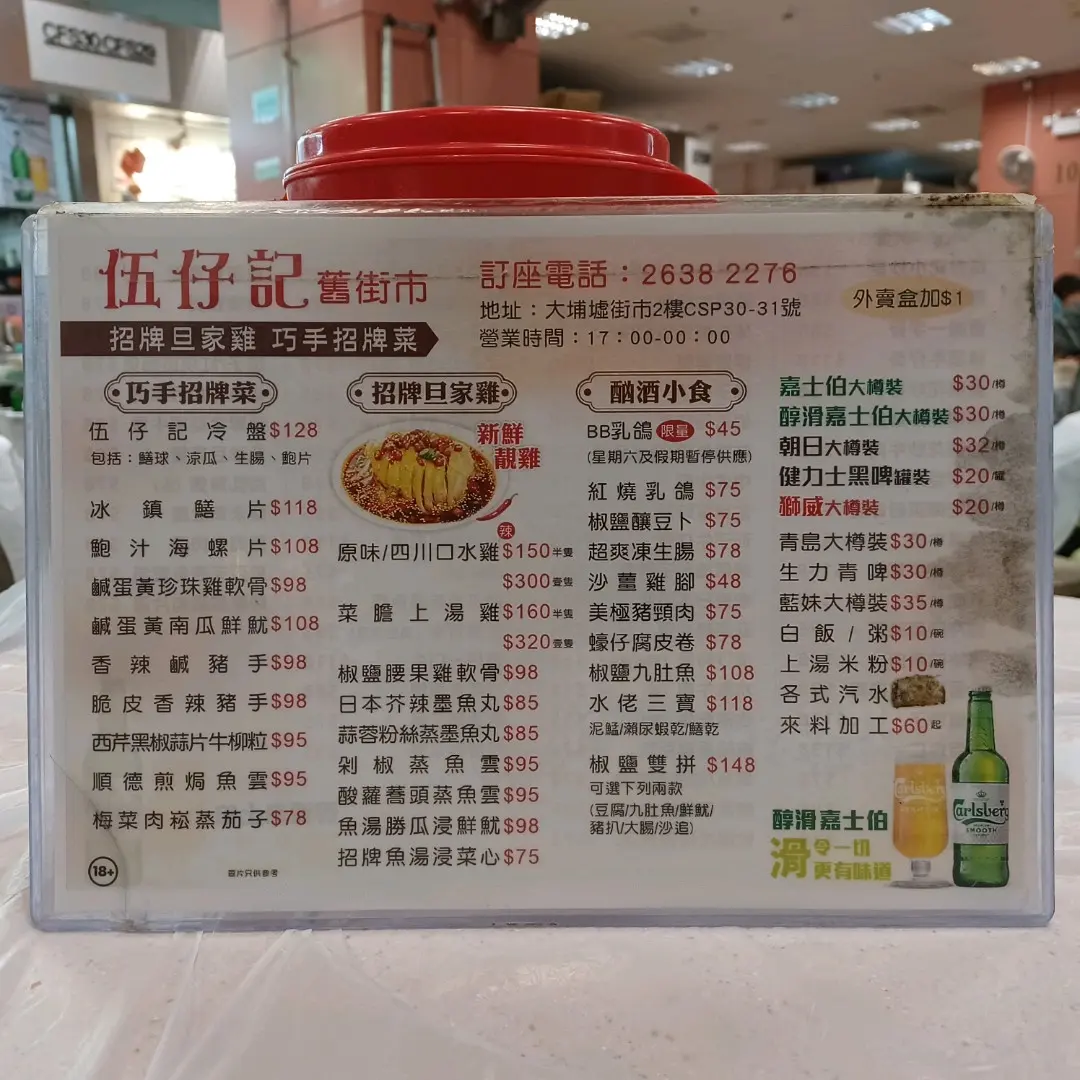 CFS30 CFS29
伍仔記 舊街市
招牌旦家雞 巧手招牌菜
訂座電話：2638 2276
地址：大埔墟街市2樓CSP30-31號
營業時間：17：00-00：00
外賣盒加$1
巧手招牌菜
伍仔記冷盤 $128
包括：鱔球、涼瓜、生腸、鮑片
冰鎮鱔片 $118
鮑汁海螺片 $108
鹹蛋黃珍珠雞軟骨 $98
鹹蛋黃南瓜鮮魷 $108
香辣鹹豬手 $98
脆皮香辣豬手 $98
西芹黑椒蒜片牛柳粒 $95
順德煎焗魚雲 $95
梅菜肉崧蒸茄子 $78
18+
圖片只供參考
招牌旦家雞
新鮮
靚雞
辣
原味/四川口水雞 $150半隻
$300壹隻
菜膽上湯雞 $160半隻
$320壹隻
椒鹽腰果雞軟骨 $98
日本芥辣墨魚丸 $85
蒜蓉粉絲蒸墨魚丸 $85
剁椒蒸魚雲 $95
酸蘿蕎頭蒸魚雲 $95
魚湯勝瓜浸鮮魷 $98
招牌魚湯浸菜心 $75
酗酒小食
BB乳鴿 限量 $45
(星期六及假期暫停供應)
紅燒乳鴿 $75
椒鹽釀豆卜 $75
超爽凍生腸 $78
沙薑雞腳 $48
美極豬頸肉 $75
蠔仔腐皮卷 $78
椒鹽九肚魚 $108
水佬三寶 $118
泥鯭/瀨尿蝦乾/鱔乾
椒鹽雙拼 $148
可選下列兩款
(豆腐/九肚魚/鮮魷/
豬扒/大腸/沙追)
嘉士伯大樽裝 $30/樽
醇滑嘉士伯大樽裝 $30/樽
朝日大樽裝 $32/樽
健力士黑啤罐裝 $20/罐
獅威大樽裝 $20/樽
青島大樽裝 $30/樽
生力青啤 $30/樽
藍妹大樽裝 $35/樽
白飯/粥 $10/碗
上湯米粉 $10/碗
各式汽水
來料加工 $60起
醇滑嘉士伯
滑 令一切
更有味道
Carlsberg
Carlsberg
SMOOTH